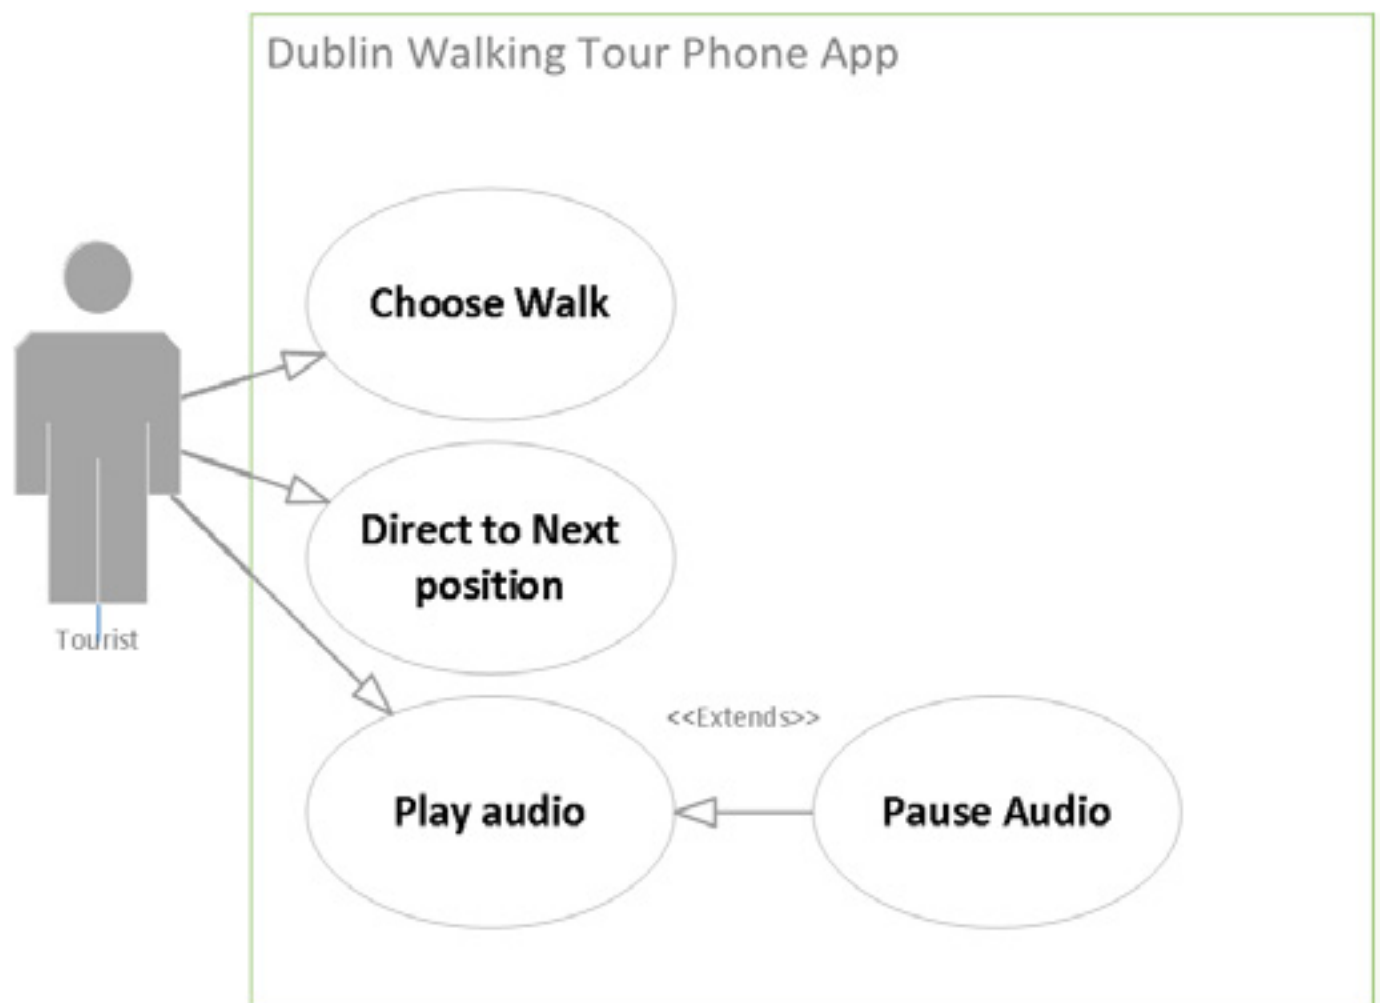 Dublin Walking Tour Phone App
Choose Walk
Direct to Next
position
Tourist
<<Extends>>
Play audio
Pause Audio